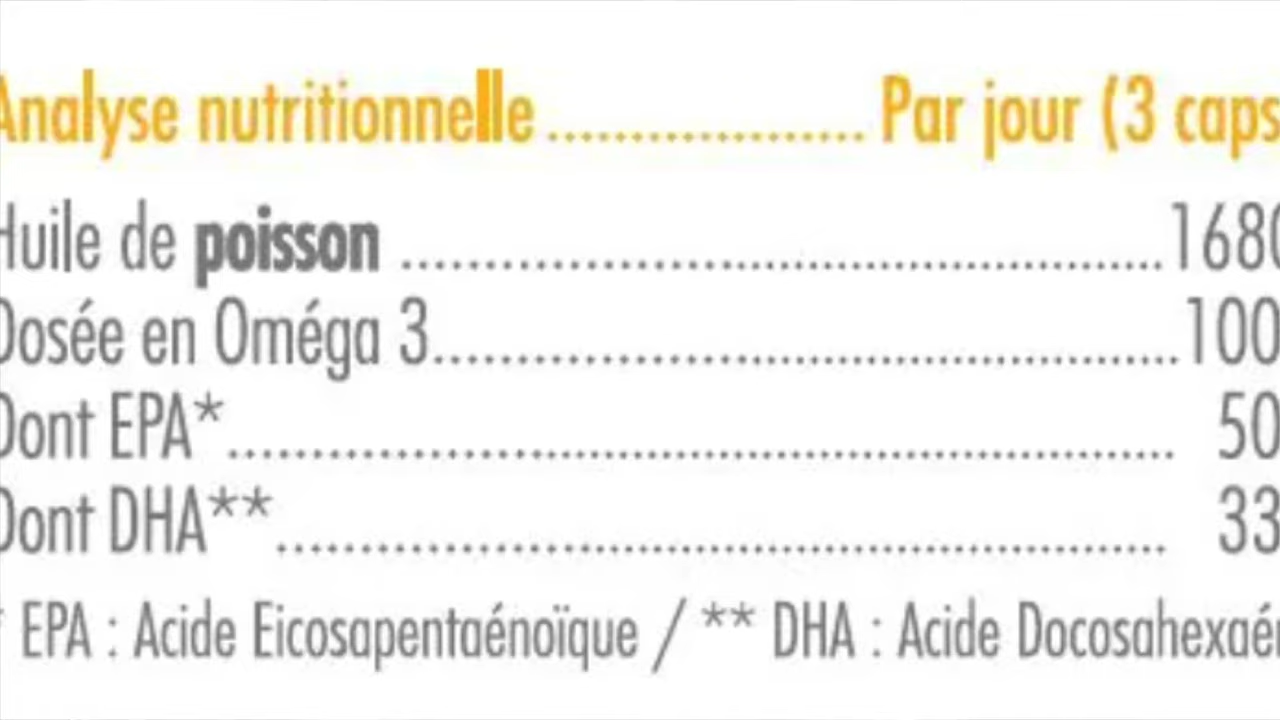 Analyse nutritionnelle .................. Par jour (3 caps
Huile de poisson ..........................................1680
Dosée en Oméga 3..........................................100
Dont EPA*.......................................................... 50
Dont DHA**...................................................... 33
* EPA : Acide Eicosapentaénoïque / ** DHA : Acide Docosahexaé